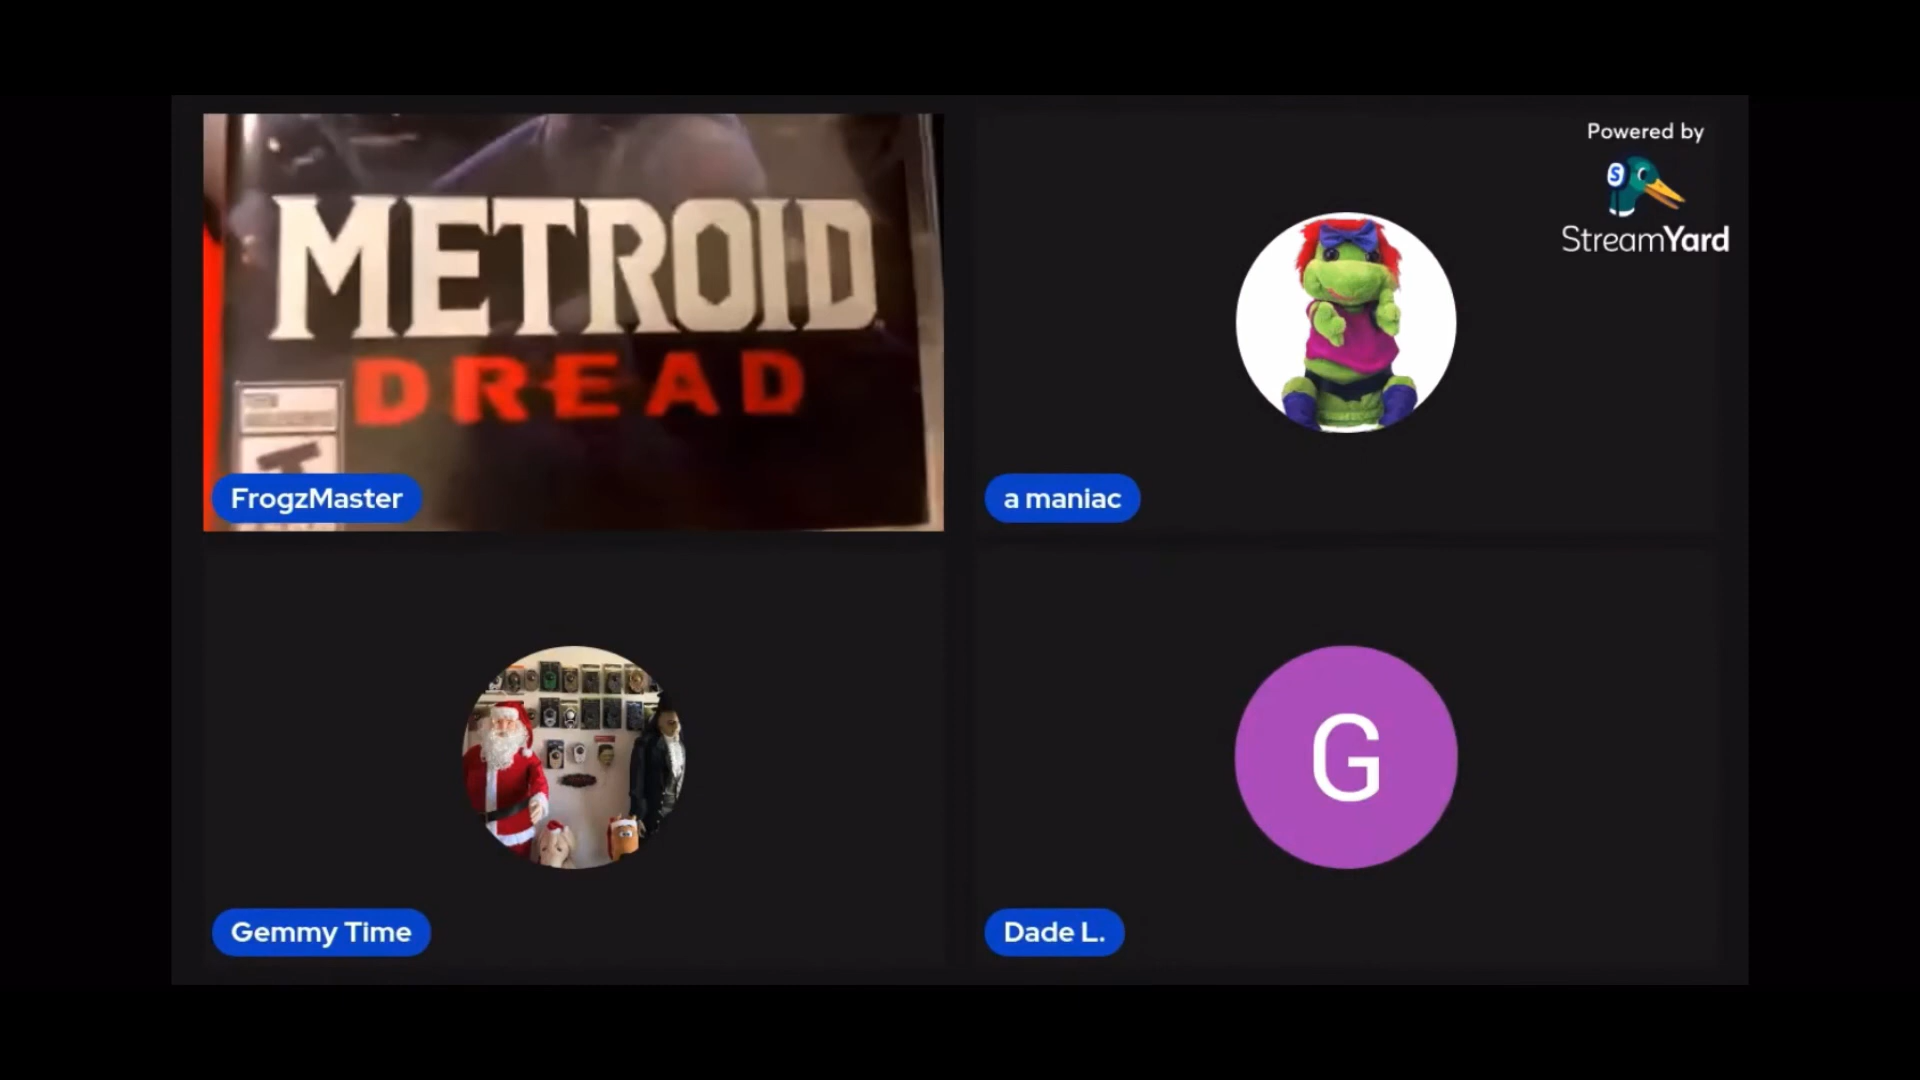 METROID
DREAD
T
FrogzMaster
a maniac
Powered by
S
StreamYard
Gemmy Time
G
Dade L.